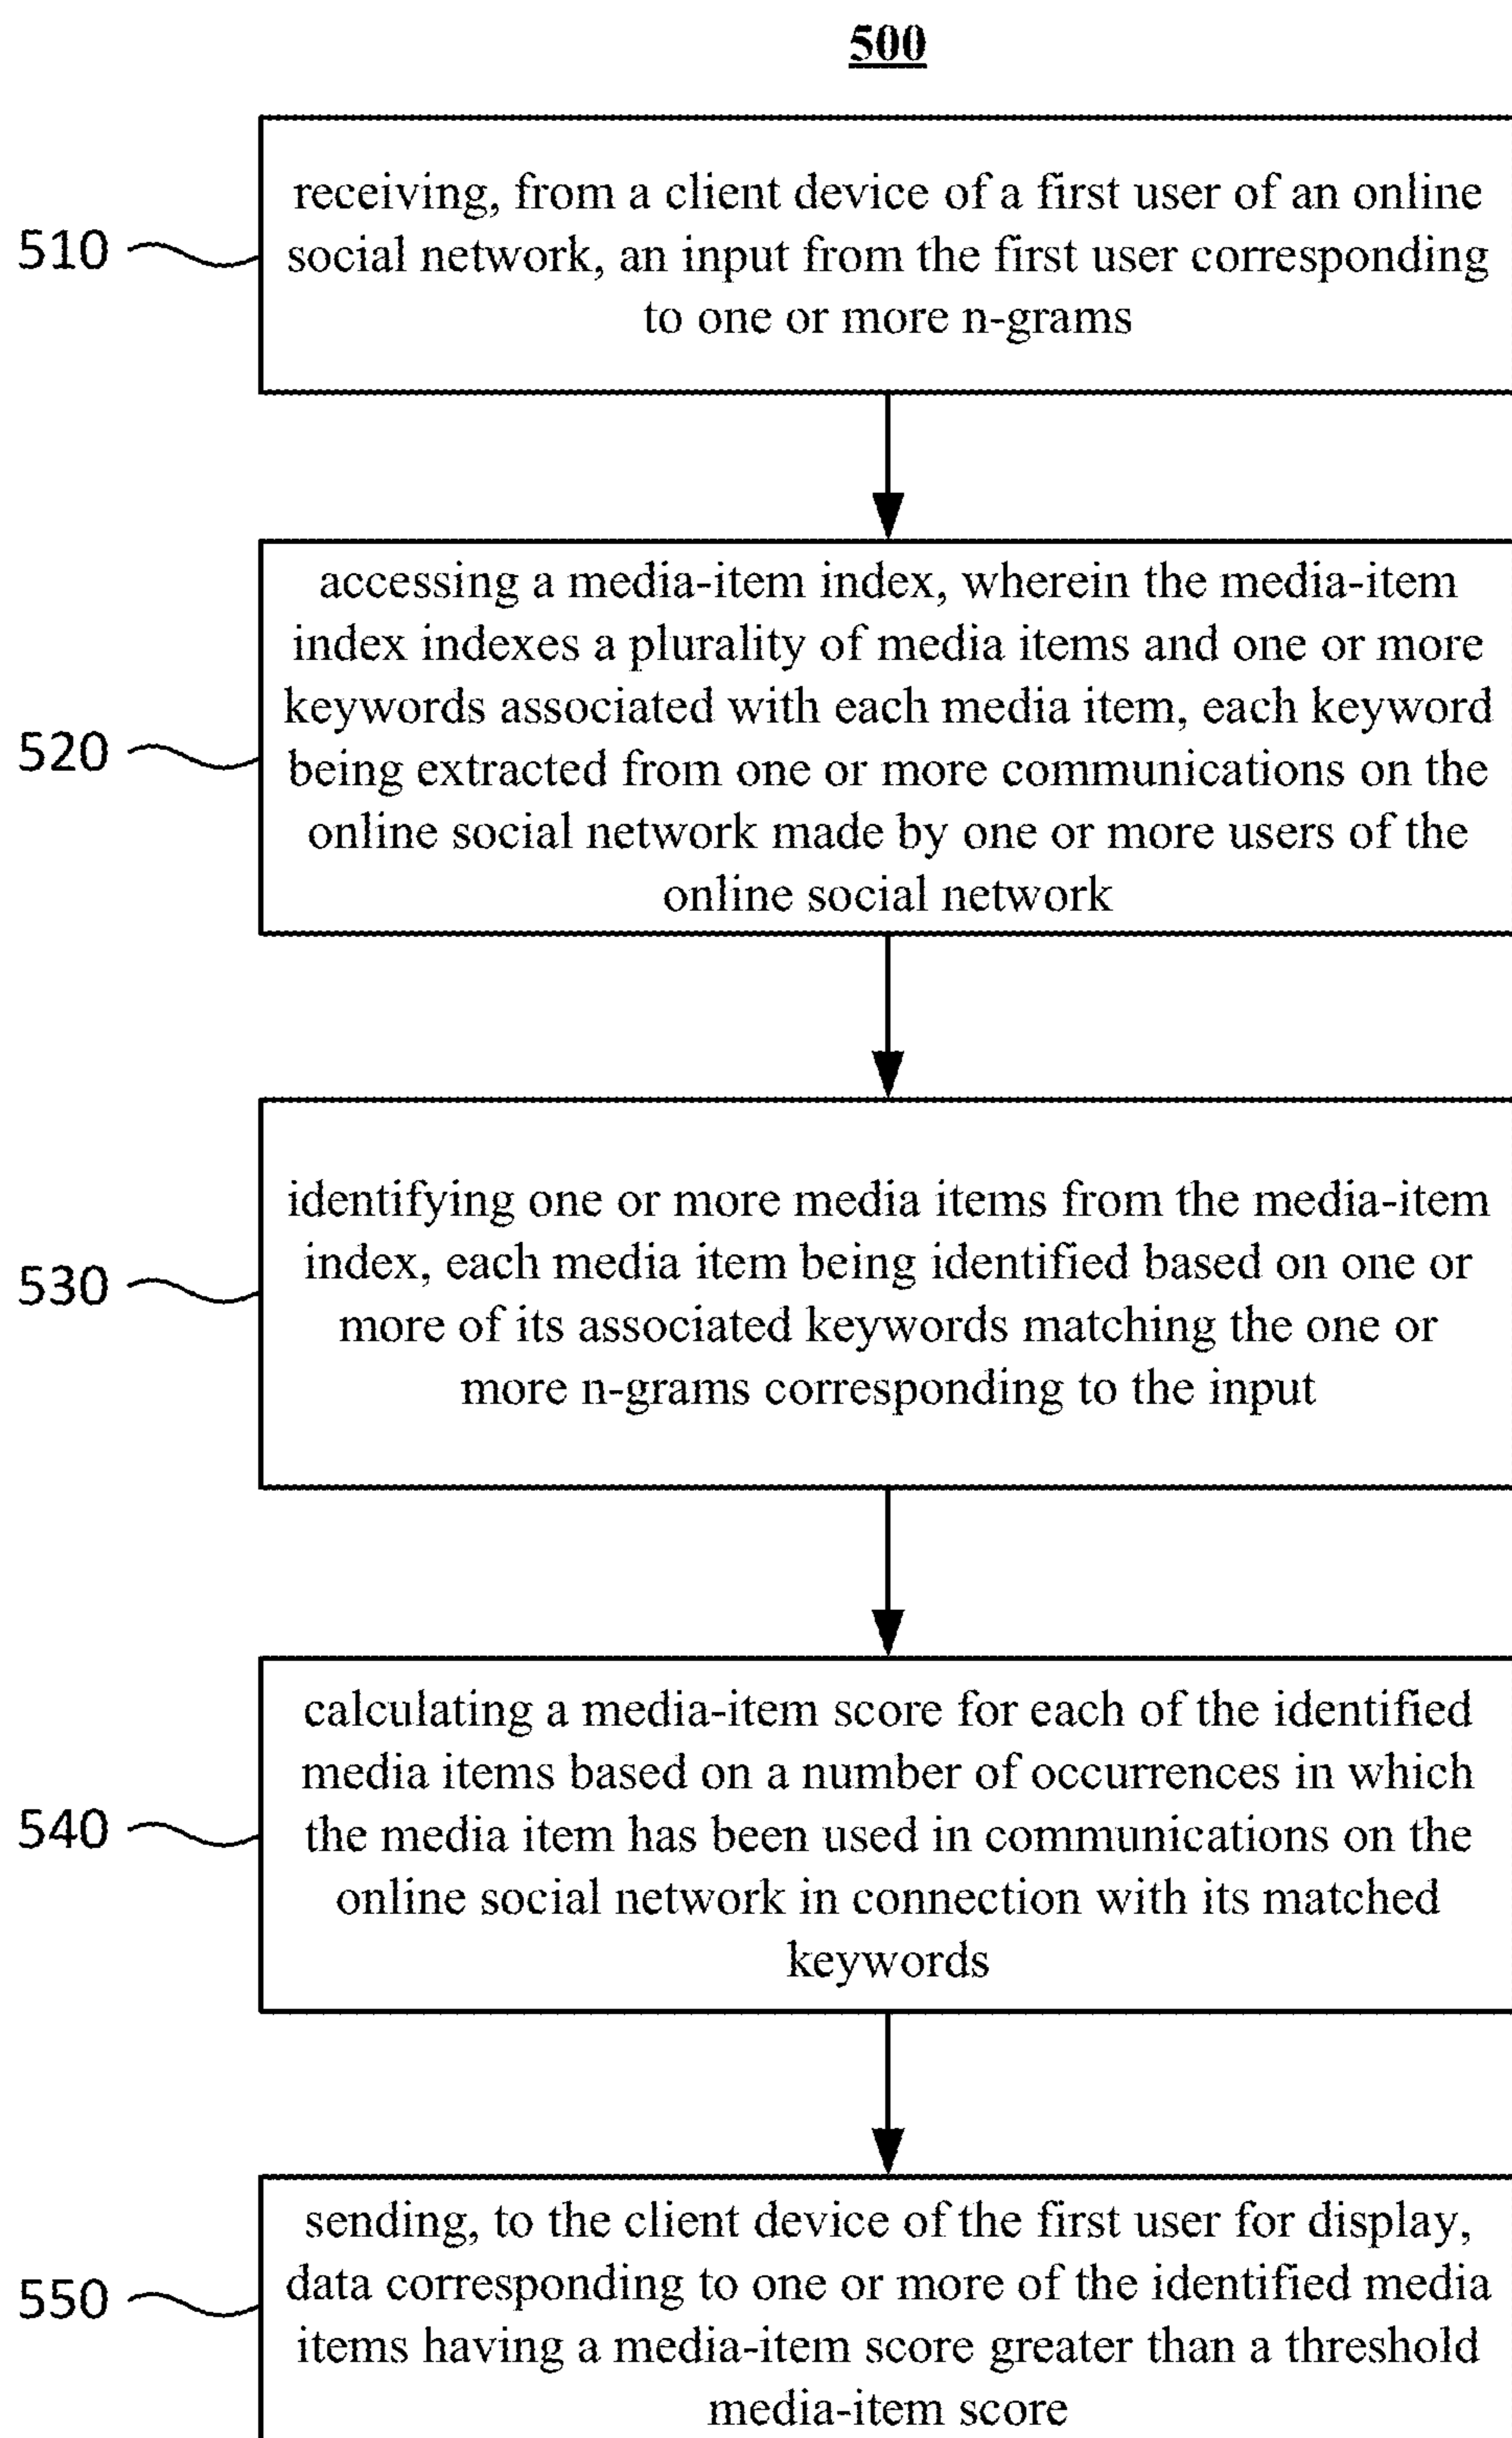 500
510
receiving, from a client device of a first user of an online
social network, an input from the first user corresponding
to one or more n-grams
520
accessing a media-item index, wherein the media-item
index indexes a plurality of media items and one or more
keywords associated with each media item, each keyword
being extracted from one or more communications on the
online social network made by one or more users of the
online social network
530
identifying one or more media items from the media-item
index, each media item being identified based on one or
more of its associated keywords matching the one or
more n-grams corresponding to the input
540
calculating a media-item score for each of the identified
media items based on a number of occurrences in which
the media item has been used in communications on the
online social network in connection with its matched
keywords
550
sending, to the client device of the first user for display,
data corresponding to one or more of the identified media
items having a media-item score greater than a threshold
media-item score